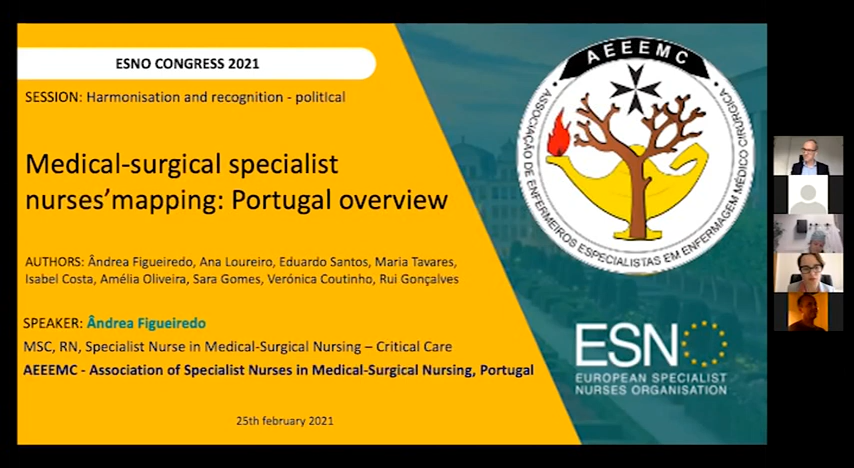 ESNO CONGRESS 2021
SESSION: Harmonisation and recognition - politIcal
Medical-surgical specialist
nurses'mapping: Portugal overview
AUTHORS: Ândrea Figueiredo, Ana Loureiro, Eduardo Santos, Maria Tavares,
Isabel Costa, Amélia Oliveira, Sara Gomes, Verónica Coutinho, Rui Gonçalves
SPEAKER: Ândrea Figueiredo
MSC, RN, Specialist Nurse in Medical-Surgical Nursing – Critical Care
AEEEMC - Association of Specialist Nurses in Medical-Surgical Nursing, Portugal
25th february 2021
AEEEMC
ASSOCIAÇÃO DE ENFERMEIROS ESPECIALISTAS EM ENFERMAGEM MÉDICO CIRÚRGICA
ESNO
EUROPEAN SPECIALIST
NURSES ORGANISATION